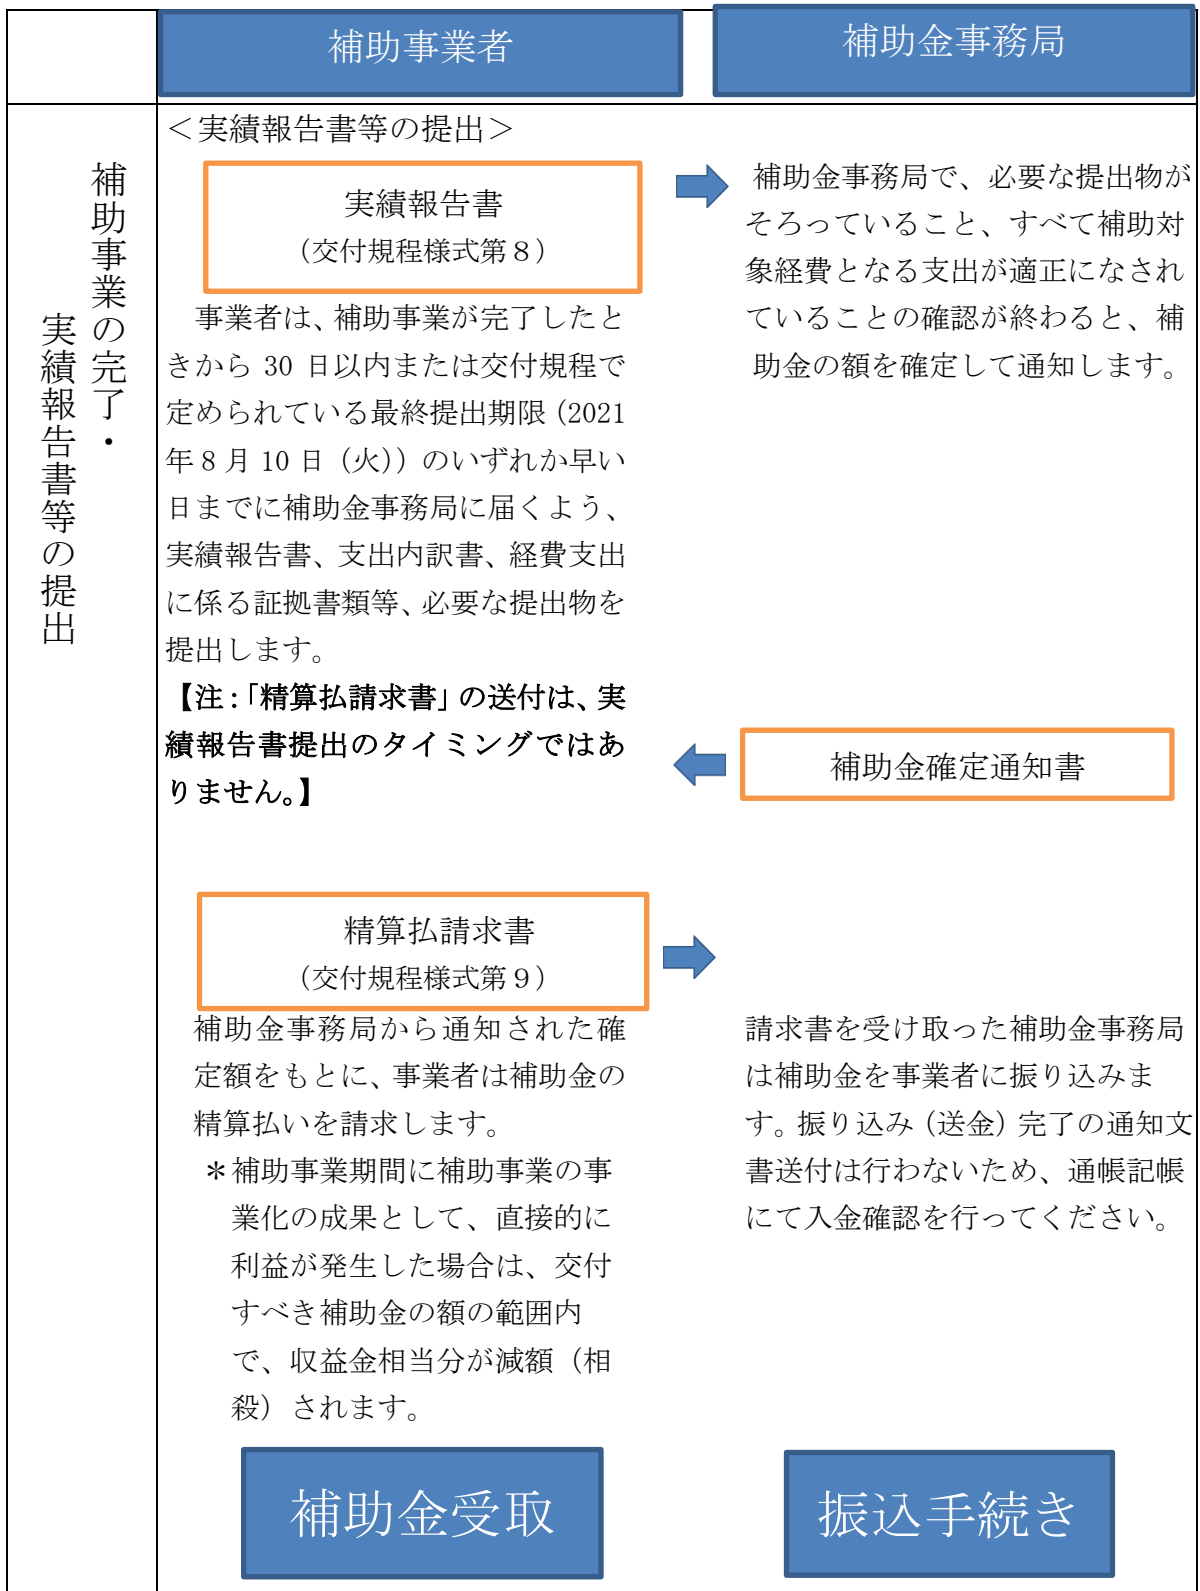 補助事業者
補助金事務局
補助事業の完了・
実績報告書等の提出
＜実績報告書等の提出＞
実績報告書
（交付規程様式第８）
事業者は、補助事業が完了したと
きから 30 日以内または交付規程で
定められている最終提出期限（2021
年８月 10 日（火））のいずれか早い
日までに補助金事務局に届くよう、
実績報告書、支出内訳書、経費支出
に係る証拠書類等、必要な提出物を
提出します。
【注：「精算払請求書」の送付は、実
績報告書提出のタイミングではあ
りません。】
補助金事務局で、必要な提出物が
そろっていること、すべて補助対
象経費となる支出が適正になされ
ていることの確認が終わると、補
助金の額を確定して通知します。
補助金確定通知書
精算払請求書
（交付規程様式第９）
補助金事務局から通知された確
定額をもとに、事業者は補助金の
精算払いを請求します。
＊補助事業期間に補助事業の事
業化の成果として、直接的に
利益が発生した場合は、交付
すべき補助金の額の範囲内
で、収益金相当分が減額（相
殺）されます。
請求書を受け取った補助金事務局
は補助金を事業者に振り込みま
す。振り込み（送金）完了の通知文
書送付は行わないため、通帳記帳
にて入金確認を行ってください。
補助金受取
振込手続き